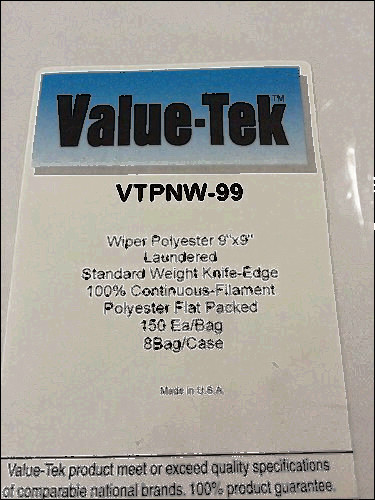 Value-Tek™
VTPNW-99
Wiper Polyester 9"x9"
Laundered
Standard Weight Knife-Edge
100% Continuous-Filament
Polyester Flat Packed
150 Ea/Bag
8Bag/Case
Made in U.S.A.
Value-Tek product meet or exceed quality specifications
of comparable national brands. 100% product guarantee.